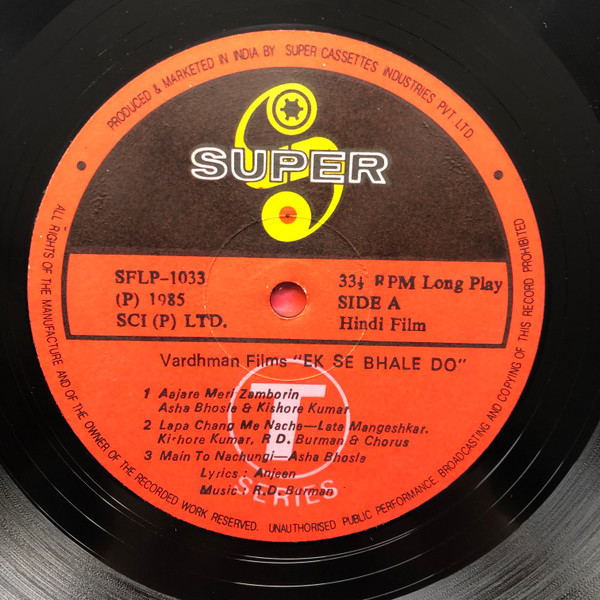 PRODUCED & MARKETED IN INDIA BY SUPER CASSETTES INDUSTRIES PVT. LTD.
SUPER
SFLP-1033
33⅓ RPM Long Play
(P) 1985
SIDE A
SCI (P) LTD.
Hindi Film
Vardhman Films "EK SE BHALE DO"
1 Aajare Meri Zamborin
Asha Bhosle & Kishore Kumar
2 Lapa Chang Me Nache—Lata Mangeshkar,
Kishore Kumar, R.D. Burman & Chorus
3 Main To Nachungi—Asha Bhosle
Lyrics : Anjeen
Music : R.D. Burman
T
SERIES
ALL RIGHTS OF THE MANUFACTURE AND OF THE OWNER OF THE RECORDED WORK RESERVED. UNAUTHORISED PUBLIC PERFORMANCE, BROADCASTING AND COPYING OF THIS RECORD PROHIBITED